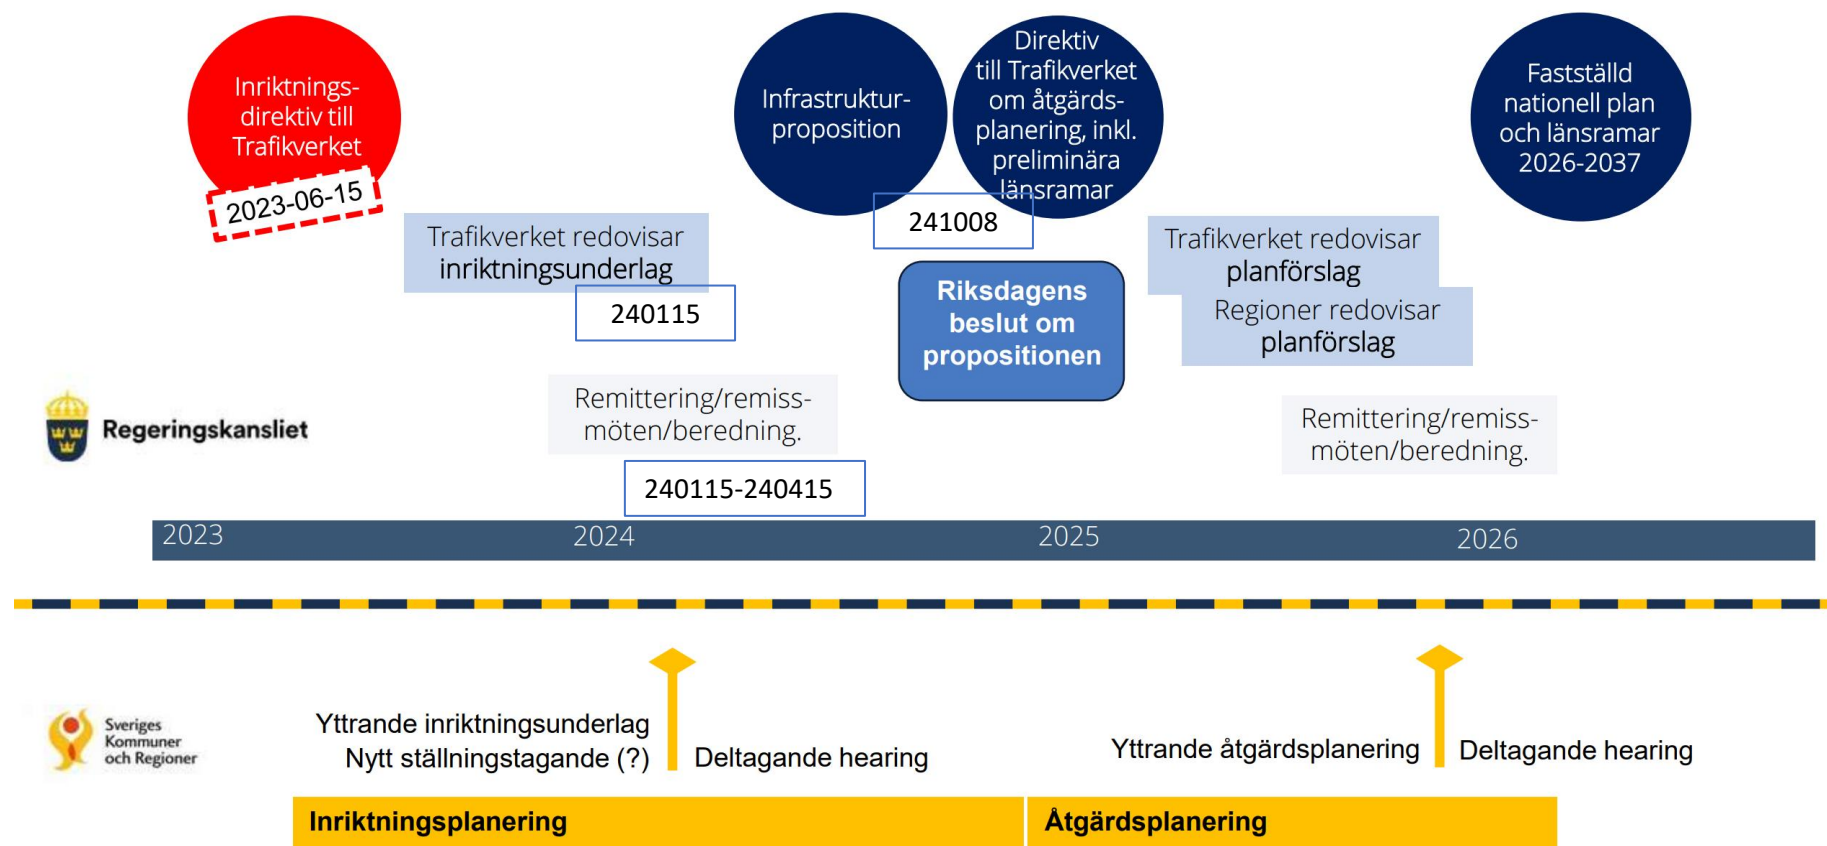 Inriktnings-
direktiv till
Trafikverket
2023-06-15
Infrastruktur-
proposition
Direktiv
till Trafikverket
om åtgärds-
planering, inkl.
preliminära
länsramar
241008
Fastställd
nationell plan
och länsramar
2026-2037
Trafikverket redovisar
inriktningsunderlag
240115
Riksdagens
beslut om
propositionen
Trafikverket redovisar
planförslag
Regioner redovisar
planförslag
Regeringskansliet
Remittering/remiss-
möten/beredning.
240115-240415
Remittering/remiss-
möten/beredning.
2023
2024
2025
2026
Sveriges
Kommuner
och Regioner
Yttrande inriktningsunderlag
Nytt ställningstagande (?)
Deltagande hearing
Yttrande åtgärdsplanering
Deltagande hearing
Inriktningsplanering
Åtgärdsplanering